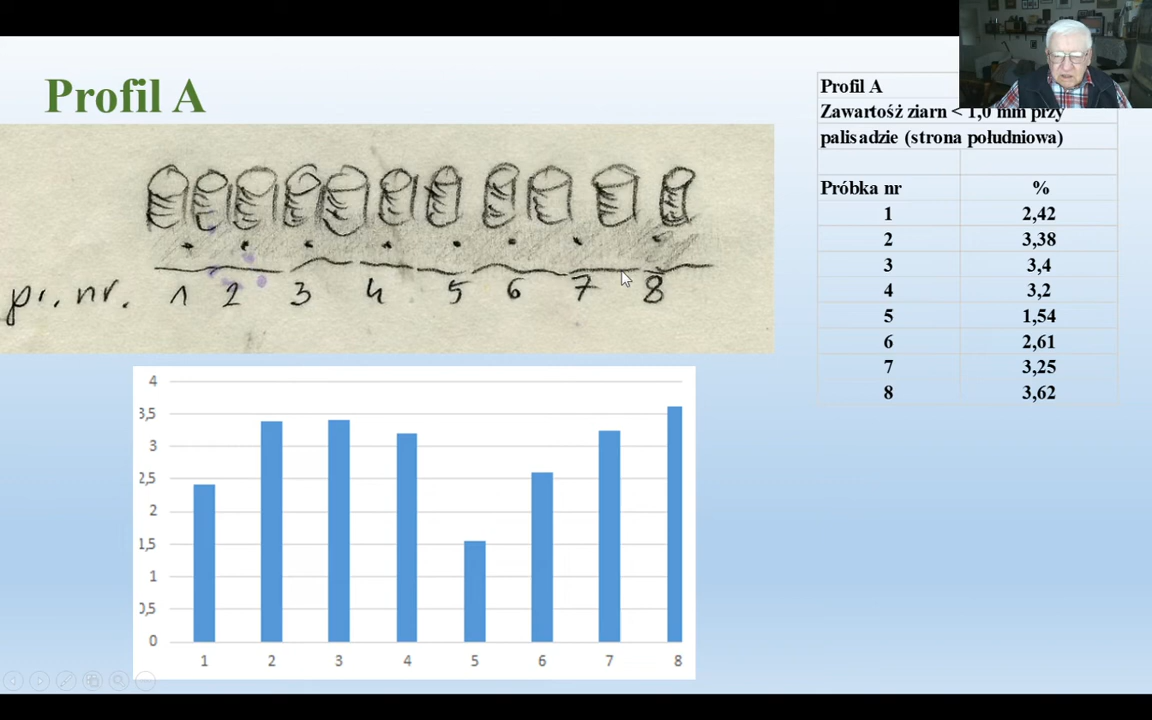 Profil A
pr. nr. 1 2 3 4 5 6 7 8
4
3,5
3
2,5
2
1,5
1
0,5
0
1 2 3 4 5 6 7 8
Profil A
Zawartośż ziarn < 1,0 mm przy
palisadzie (strona południowa)
Próbka nr %
1 2,42
2 3,38
3 3,4
4 3,2
5 1,54
6 2,61
7 3,25
8 3,62